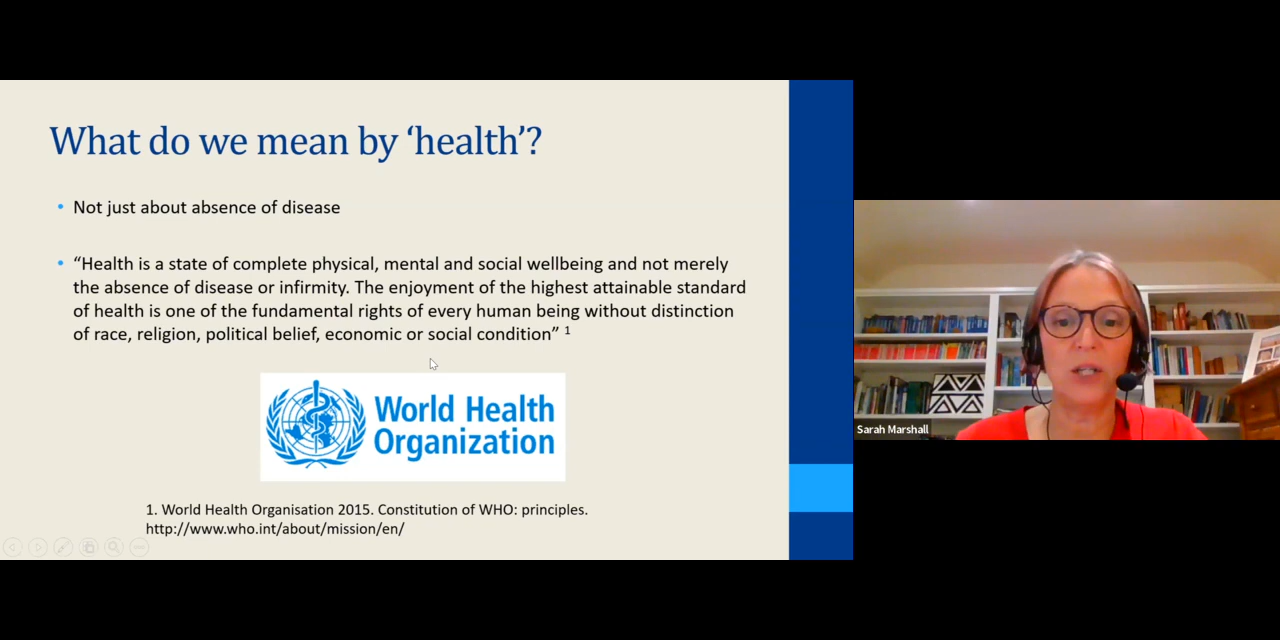 What do we mean by ‘health’?
• Not just about absence of disease
• “Health is a state of complete physical, mental and social wellbeing and not merely
the absence of disease or infirmity. The enjoyment of the highest attainable standard
of health is one of the fundamental rights of every human being without distinction
of race, religion, political belief, economic or social condition” 1
World Health
Organization
1. World Health Organisation 2015. Constitution of WHO: principles.
http://www.who.int/about/mission/en/
Sarah Marshall